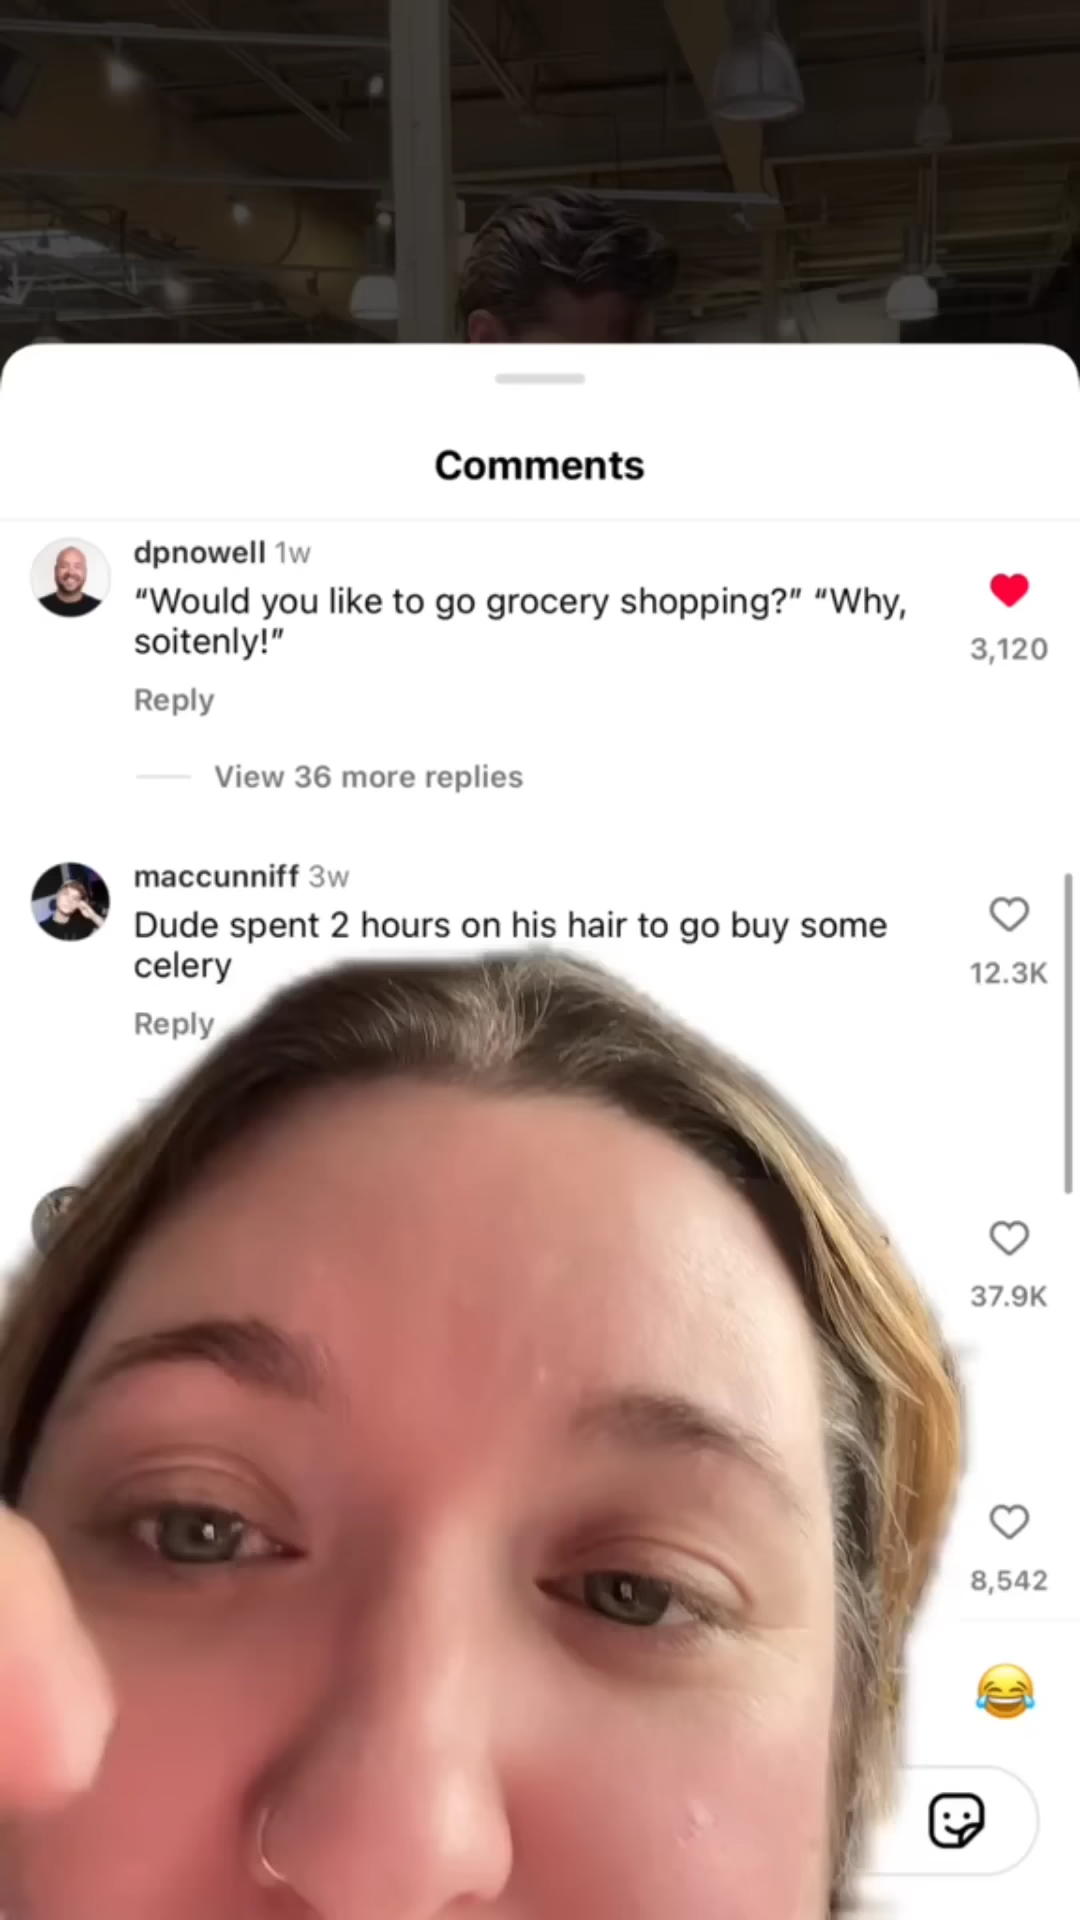 Comments
dpnowell 1w
“Would you like to go grocery shopping?” “Why,
soitenly!”
3,120
Reply
View 36 more replies
maccunniff 3w
Dude spent 2 hours on his hair to go buy some
celery
12.3K
Reply
37.9K
8,542